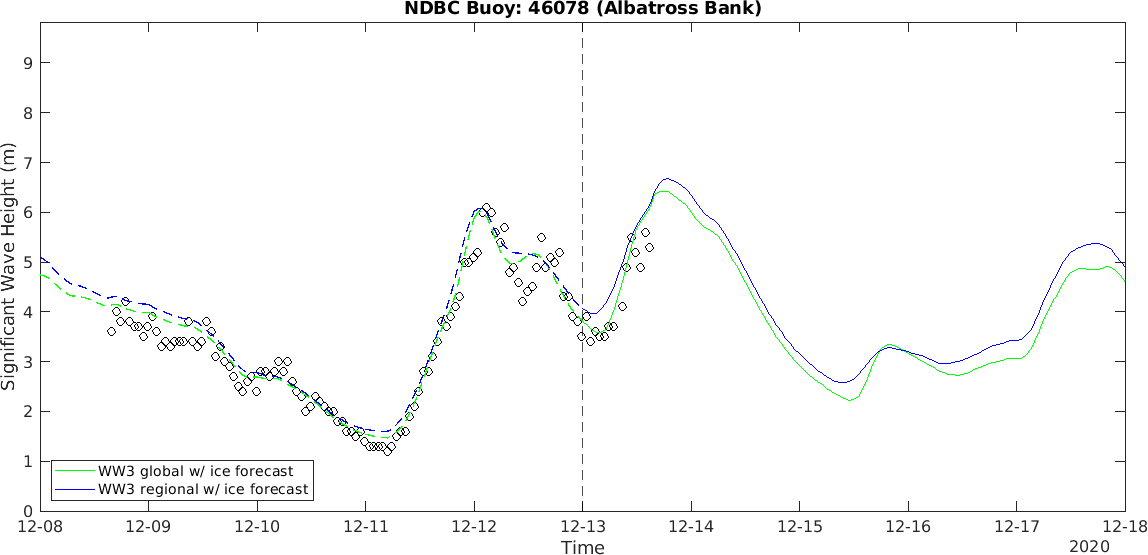 NDBC Buoy: 46078 (Albatross Bank)
Significant Wave Height (m)
9
8
7
6
5
4
3
2
1
0
WW3 global w/ ice forecast
WW3 regional w/ ice forecast
12-08 12-09 12-10 12-11 12-12 12-13 12-14 12-15 12-16 12-17 12-18
Time
2020